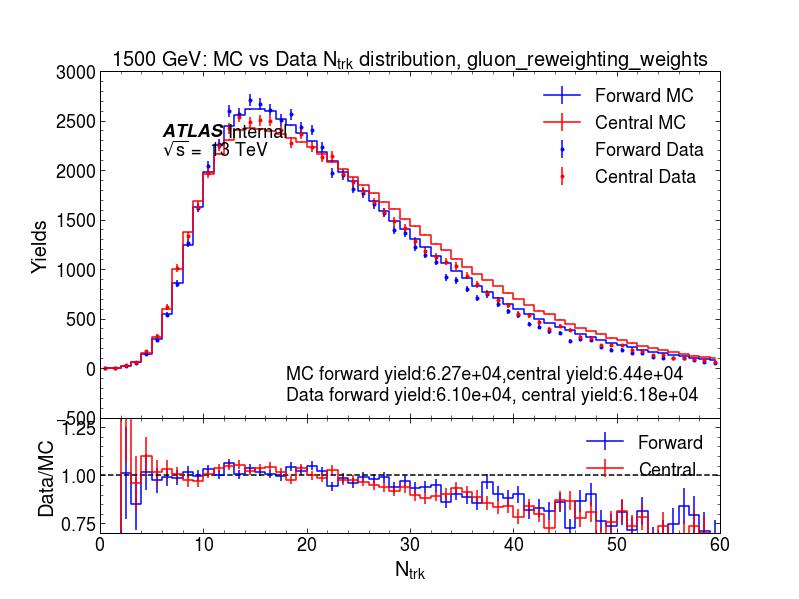 1500 GeV: MC vs Data Ntrk distribution, gluon_reweighting_weights
3000
2500
2000
1500
1000
500
0
−500
Yields
ATLAS Internal
√s = 13 TeV
Forward MC
Central MC
Forward Data
Central Data
MC forward yield:6.27e+04,central yield:6.44e+04
Data forward yield:6.10e+04, central yield:6.18e+04
1.25
1.00
0.75
Data/MC
Forward
Central
0 10 20 30 40 50 60
Ntrk